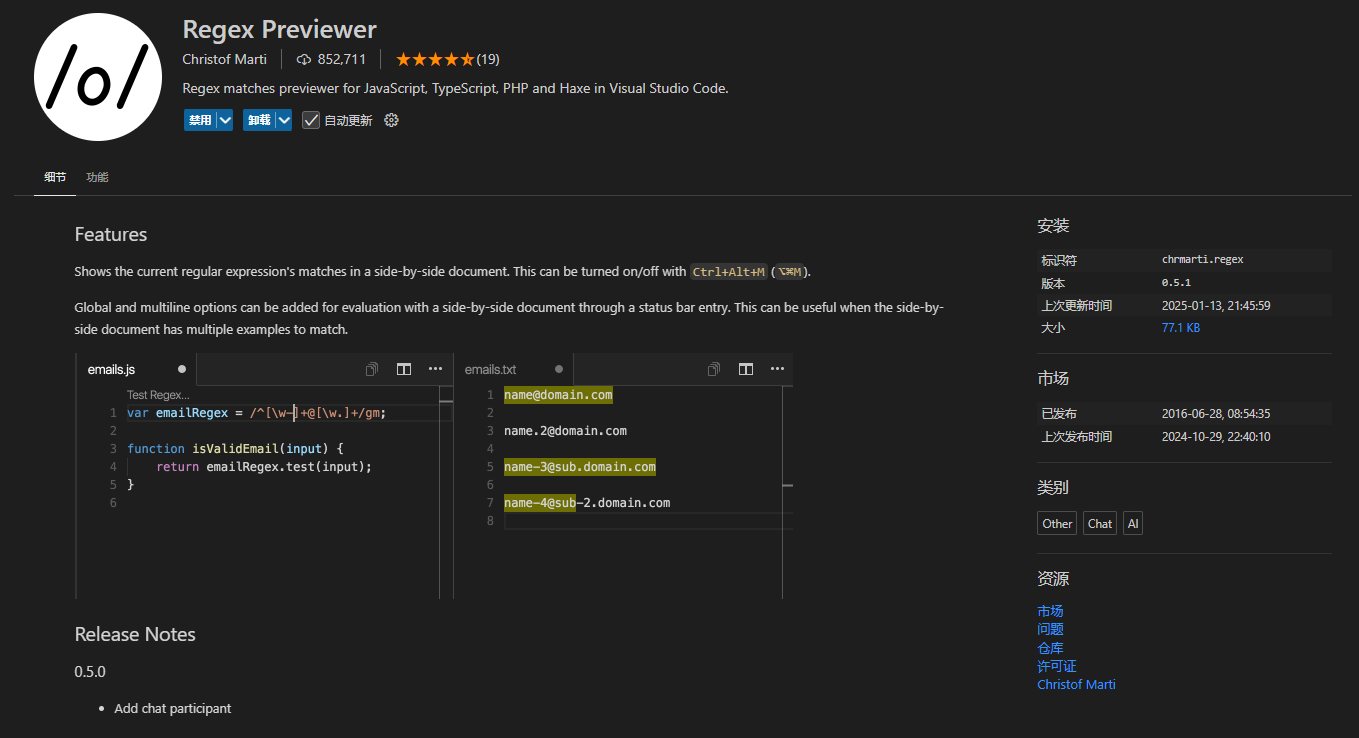 /o/
Regex Previewer
Christof Marti 852,711 (19)
Regex matches previewer for JavaScript, TypeScript, PHP and Haxe in Visual Studio Code.
禁用 卸载 自动更新
细节 功能
Features
Shows the current regular expression's matches in a side-by-side document. This can be turned on/off with Ctrl+Alt+M (⌥⌘M).
Global and multiline options can be added for evaluation with a side-by-side document through a status bar entry. This can be useful when the side-by-
side document has multiple examples to match.
emails.js
Test Regex...
1 var emailRegex = /^[\w-]+@[\w.]+/gm;
2
3 function isValidEmail(input) {
4 return emailRegex.test(input);
5 }
6
emails.txt
1 name@domain.com
2
3 name.2@domain.com
4
5 name-3@sub.domain.com
6
7 name-4@sub-2.domain.com
8
Release Notes
0.5.0
• Add chat participant
安装
标识符 chrmarti.regex
版本 0.5.1
上次更新时间 2025-01-13, 21:45:59
大小 77.1 KB
市场
已发布 2016-06-28, 08:54:35
上次发布时间 2024-10-29, 22:40:10
类别
Other Chat AI
资源
市场
问题
仓库
许可证
Christof Marti